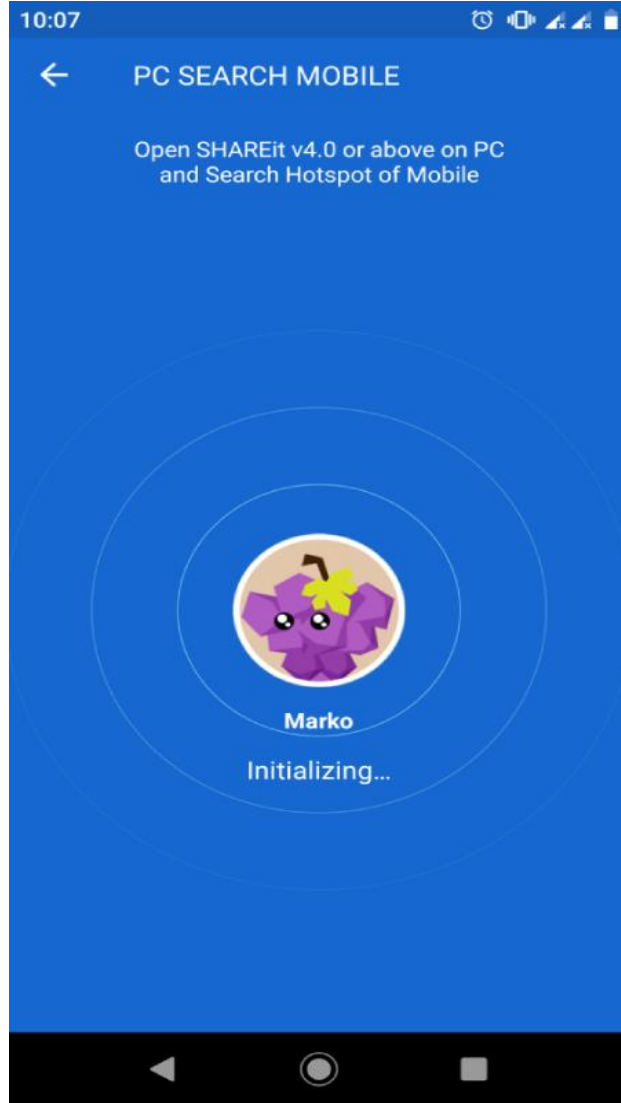 10:07
PC SEARCH MOBILE
Open SHAREit v4.0 or above on PC
and Search Hotspot of Mobile
Marko
Initializing...